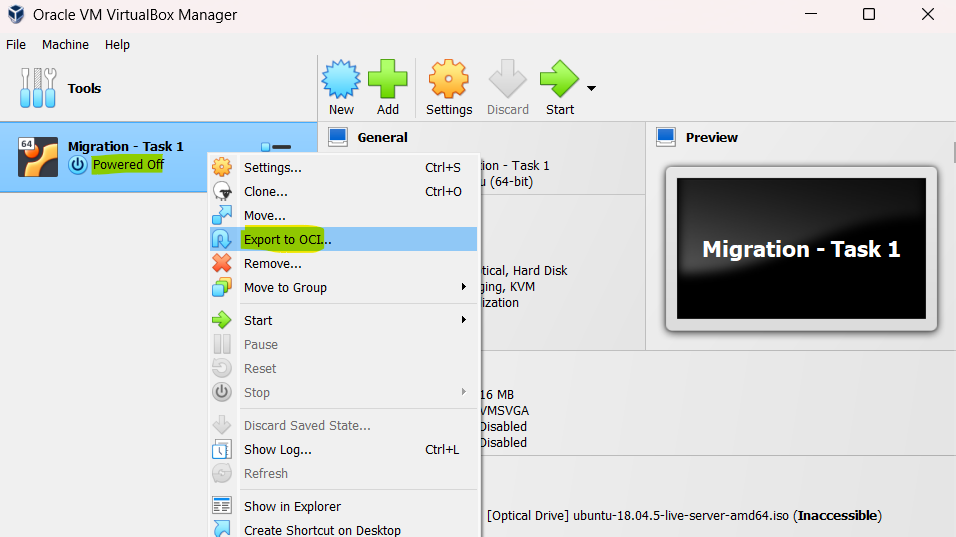 Oracle VM VirtualBox Manager
File Machine Help
Tools
New Add Settings Discard Start
64
Migration - Task 1
Powered Off
General
tion - Task 1
u (64-bit)
Preview
Migration - Task 1
Settings... Ctrl+S
Clone... Ctrl+O
Move...
Export to OCI...
Remove...
Move to Group
Start
Pause
Reset
Stop
Discard Saved State...
Show Log... Ctrl+L
Refresh
Show in Explorer
Create Shortcut on Desktop
tical, Hard Disk
ging, KVM
ization
16 MB
VMSVGA
Disabled
Disabled
[Optical Drive] ubuntu-18.04.5-live-server-amd64.iso (Inaccessible)